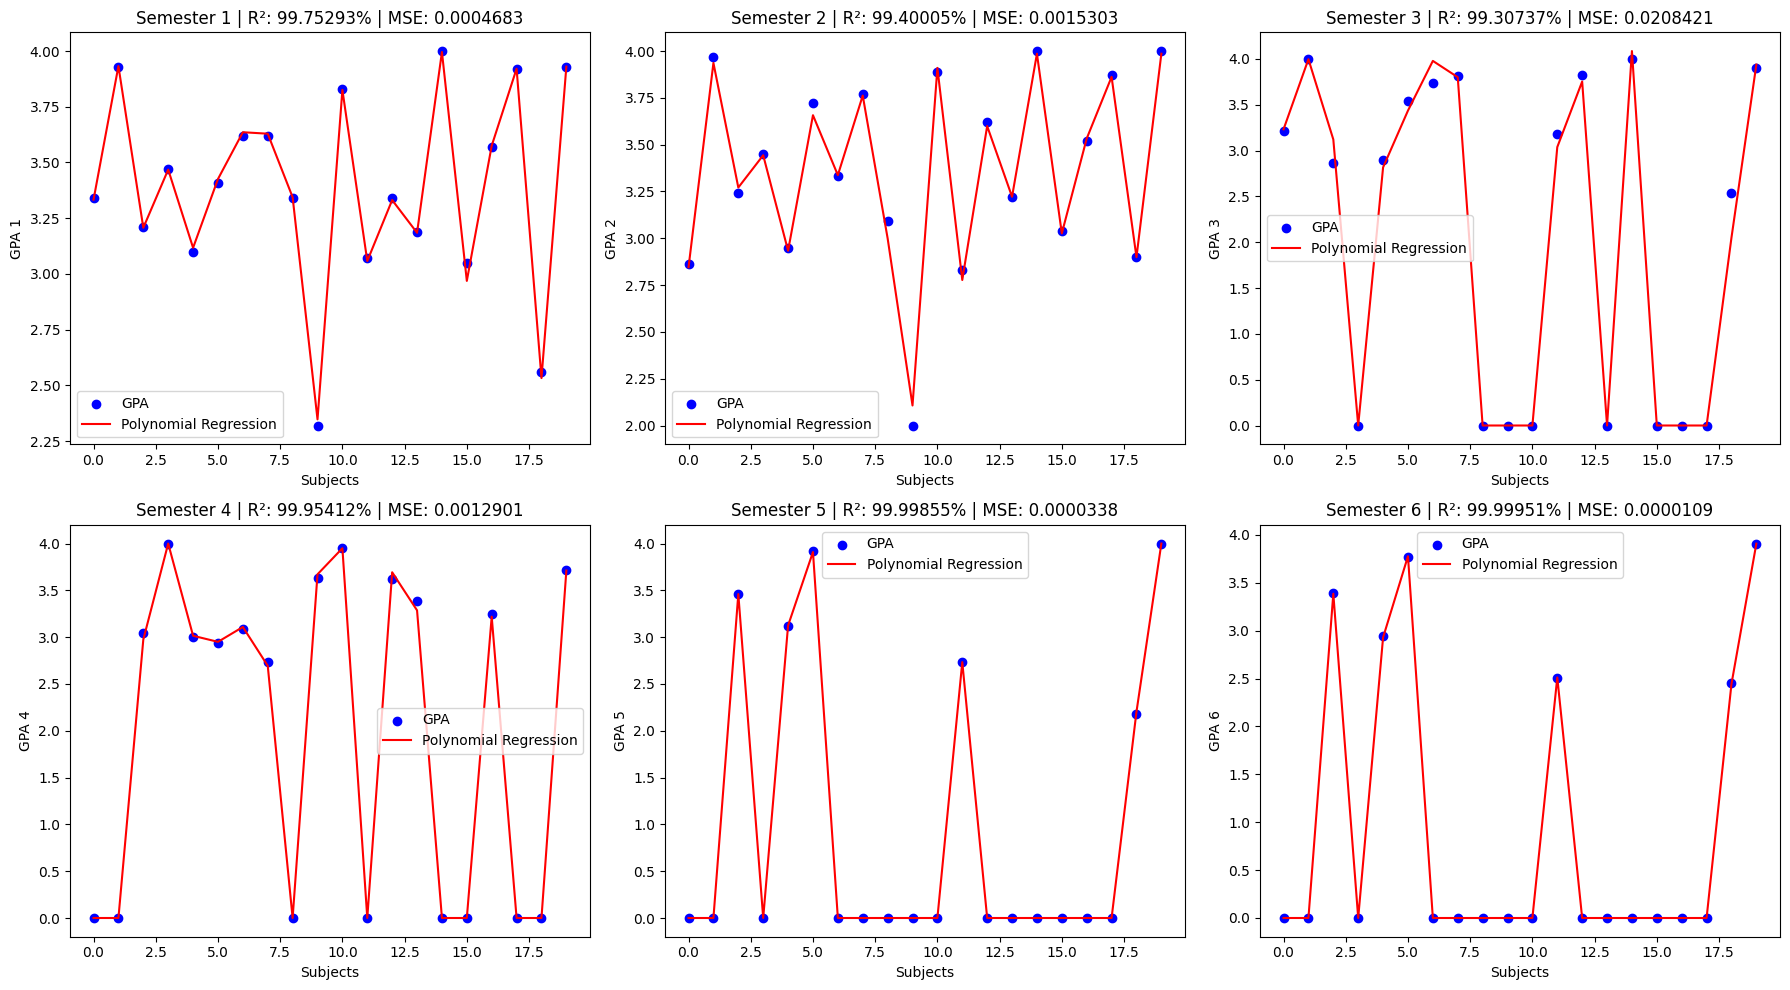 Semester 1 | R²: 99.75293% | MSE: 0.0004683
GPA 1
4.00
3.75
3.50
3.25
3.00
2.75
2.50
2.25
GPA
Polynomial Regression
0.0 2.5 5.0 7.5 10.0 12.5 15.0 17.5
Subjects
Semester 2 | R²: 99.40005% | MSE: 0.0015303
GPA 2
4.00
3.75
3.50
3.25
3.00
2.75
2.50
2.25
2.00
GPA
Polynomial Regression
0.0 2.5 5.0 7.5 10.0 12.5 15.0 17.5
Subjects
Semester 3 | R²: 99.30737% | MSE: 0.0208421
GPA 3
4.0
3.5
3.0
2.5
2.0
1.5
1.0
0.5
0.0
GPA
Polynomial Regression
0.0 2.5 5.0 7.5 10.0 12.5 15.0 17.5
Subjects
Semester 4 | R²: 99.95412% | MSE: 0.0012901
GPA 4
4.0
3.5
3.0
2.5
2.0
1.5
1.0
0.5
0.0
GPA
Polynomial Regression
0.0 2.5 5.0 7.5 10.0 12.5 15.0 17.5
Subjects
Semester 5 | R²: 99.99855% | MSE: 0.0000338
GPA 5
4.0
3.5
3.0
2.5
2.0
1.5
1.0
0.5
0.0
GPA
Polynomial Regression
0.0 2.5 5.0 7.5 10.0 12.5 15.0 17.5
Subjects
Semester 6 | R²: 99.99951% | MSE: 0.0000109
GPA 6
4.0
3.5
3.0
2.5
2.0
1.5
1.0
0.5
0.0
GPA
Polynomial Regression
0.0 2.5 5.0 7.5 10.0 12.5 15.0 17.5
Subjects